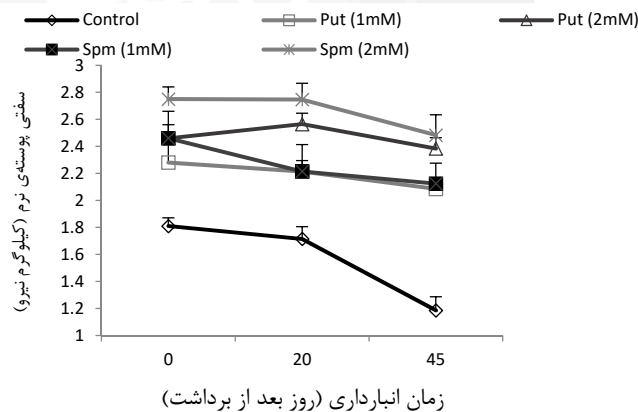 Control Put (1mM) Put (2mM)
Spm (1mM) Spm (2mM)
سفتی پوسته‌ی نرم (کیلوگرم نیرو)
3
2.8
2.6
2.4
2.2
2
1.8
1.6
1.4
1.2
1
0 20 45
زمان انبارداری (روز بعد از برداشت)